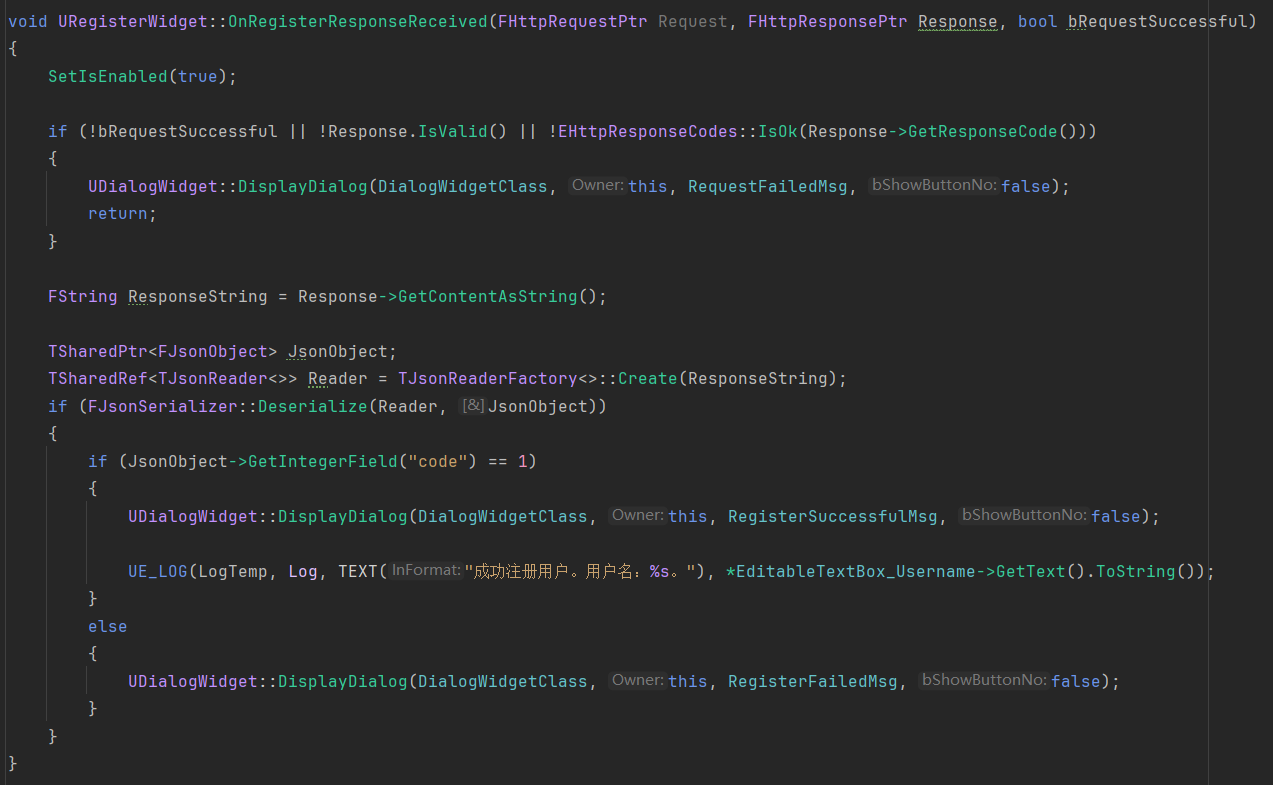 void URegisterWidget::OnRegisterResponseReceived(FHttpRequestPtr Request, FHttpResponsePtr Response, bool bRequestSuccessful)
{
    SetIsEnabled(true);

    if (!bRequestSuccessful || !Response.IsValid() || !EHttpResponseCodes::IsOk(Response->GetResponseCode()))
    {
        UDialogWidget::DisplayDialog(DialogWidgetClass, Owner: this, RequestFailedMsg, bShowButtonNo: false);
        return;
    }

    FString ResponseString = Response->GetContentAsString();

    TSharedPtr<FJsonObject> JsonObject;
    TSharedRef<TJsonReader<>> Reader = TJsonReaderFactory<>::Create(ResponseString);
    if (FJsonSerializer::Deserialize(Reader, [&]JsonObject))
    {
        if (JsonObject->GetIntegerField("code") == 1)
        {
            UDialogWidget::DisplayDialog(DialogWidgetClass, Owner: this, RegisterSuccessfulMsg, bShowButtonNo: false);

            UE_LOG(LogTemp, Log, TEXT(InFormat: "成功注册用户。用户名：%s。"), *EditableTextBox_Username->GetText().ToString());
        }
        else
        {
            UDialogWidget::DisplayDialog(DialogWidgetClass, Owner: this, RegisterFailedMsg, bShowButtonNo: false);
        }
    }
}